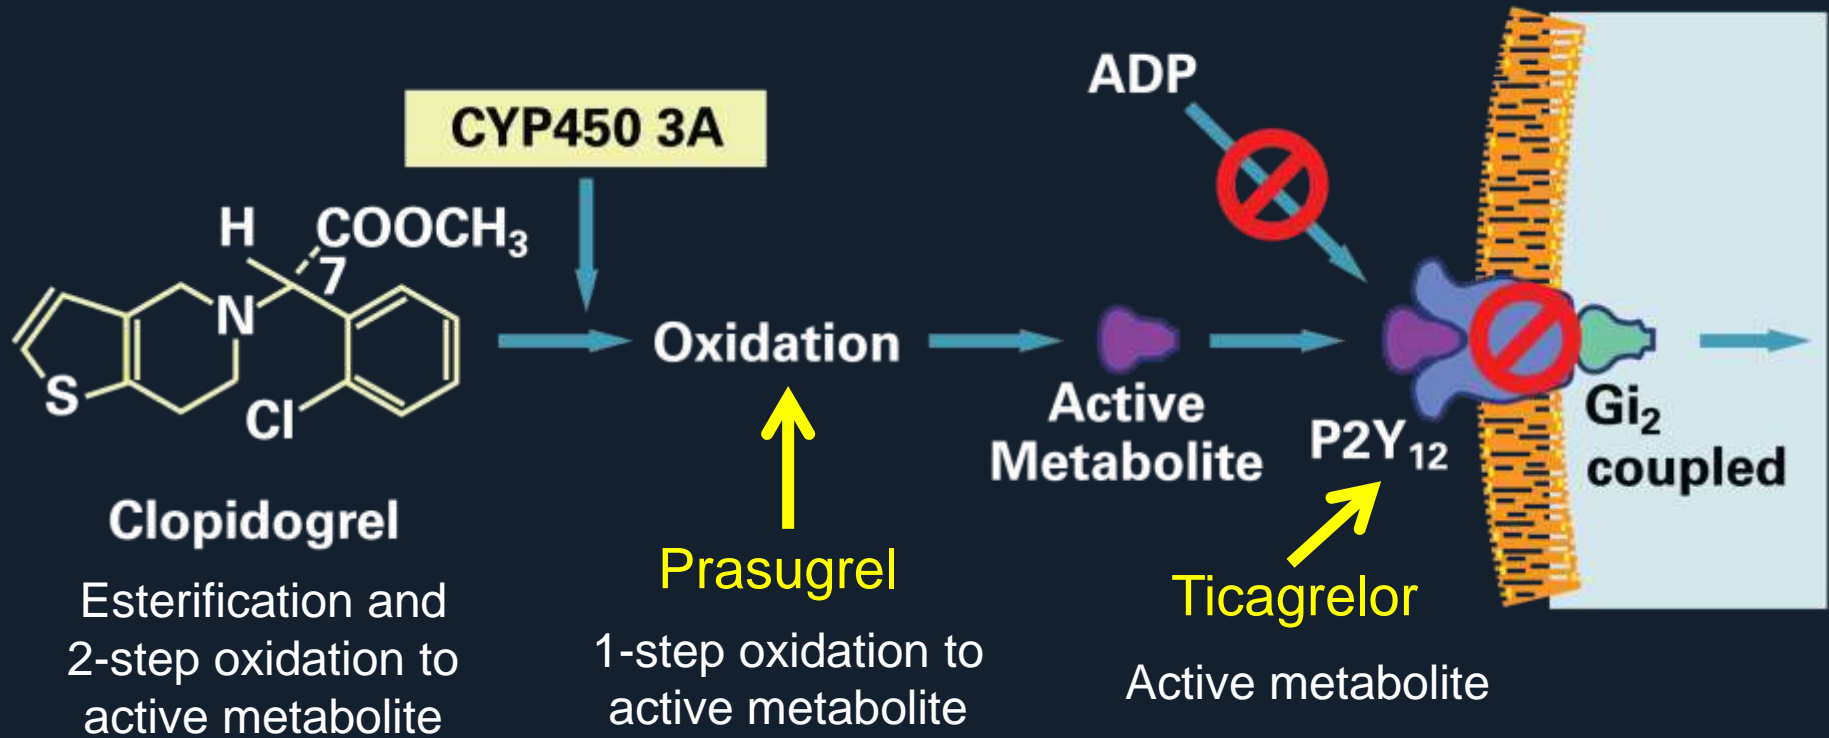 CYP450 3A
ADP
H
COOCH₃
7
N
S
Cl
Oxidation
Active
Metabolite
P2Y₁₂
Gi₂
coupled
Clopidogrel
Esterification and
2-step oxidation to
active metabolite
Prasugrel
1-step oxidation to
active metabolite
Ticagrelor
Active metabolite